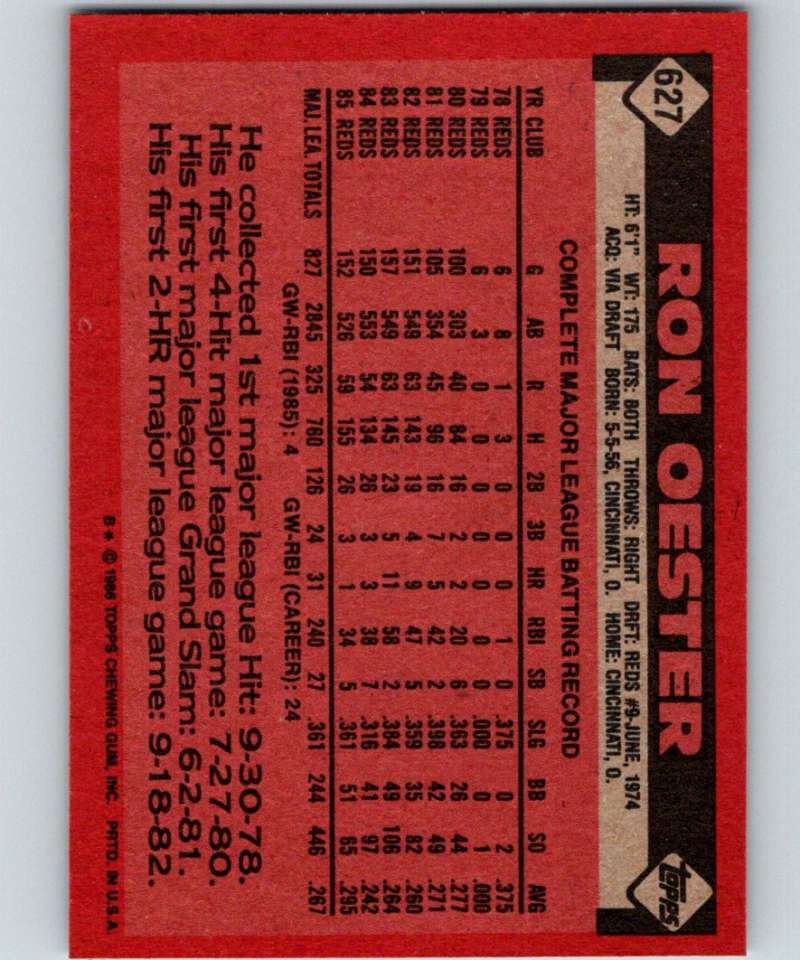 627
RON OESTER
topps
HT: 6'1" WT: 175 BATS: BOTH THROWS: RIGHT DRFT: REDS #9-JUNE, 1974
ACQ: VIA DRAFT BORN: 5-5-56, CINCINNATI, O. HOME: CINCINNATI, O.
COMPLETE MAJOR LEAGUE BATTING RECORD
YR CLUB G AB R H 2B 3B HR RBI SB SLG BB SO AVG
78 REDS 6 8 1 3 0 0 0 1 0 .375 0 2 .375
79 REDS 6 3 0 0 0 0 0 0 0 .000 0 1 .000
80 REDS 100 303 40 84 16 2 2 20 6 .363 26 44 .277
81 REDS 105 354 45 96 16 7 5 42 2 .398 42 49 .271
82 REDS 151 549 63 143 19 4 9 47 5 .359 35 82 .260
83 REDS 157 549 63 145 23 5 11 58 2 .384 49 106 .264
84 REDS 150 553 54 134 26 3 3 38 7 .316 41 97 .242
85 REDS 152 526 59 155 26 3 1 34 5 .361 51 65 .295
MAJ. LEA. TOTALS 827 2845 325 760 126 24 31 240 27 .361 244 446 .267
GW-RBI (1985): 4 GW-RBI (CAREER): 24
He collected 1st major league Hit: 9-30-78.
His first 4-Hit major league game: 7-27-80.
His first major league Grand Slam: 6-2-81.
His first 2-HR major league game: 9-18-82.
B* © 1986 TOPPS CHEWING GUM, INC. PRTD. IN U.S.A.